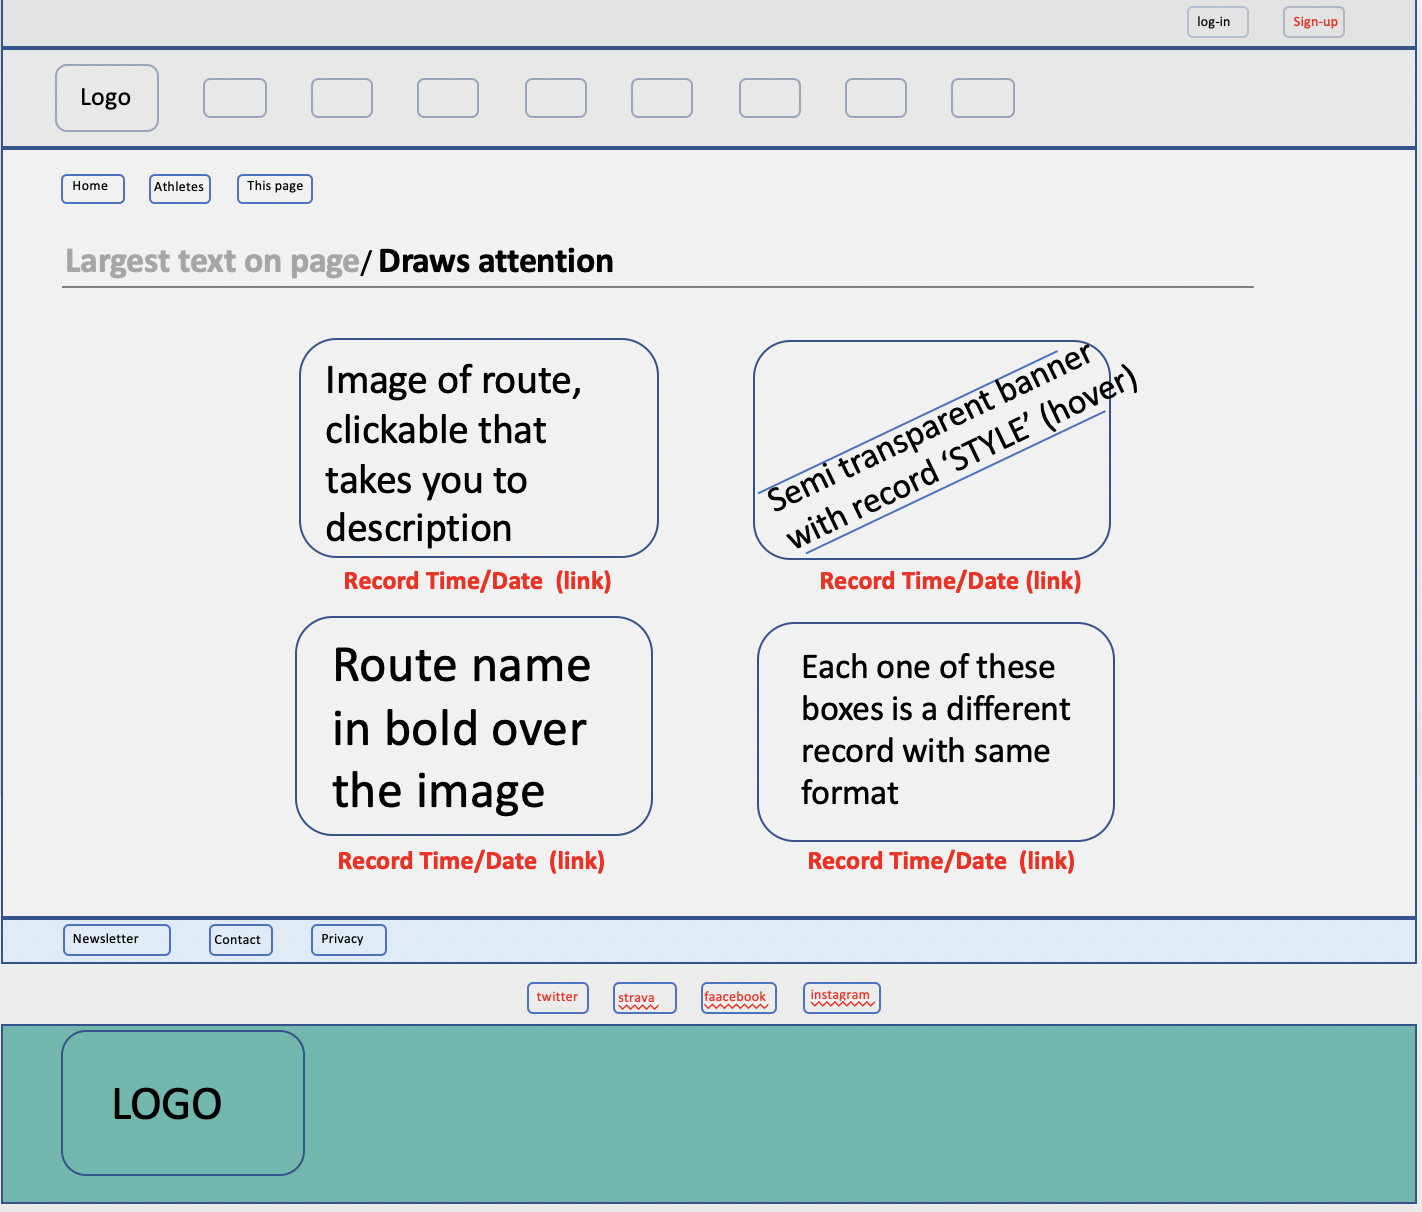 log-in
Sign-up
Logo
Home
Athletes
This page
Largest text on page/ Draws attention
Image of route,
clickable that
takes you to
description
Semi transparent banner
with record ‘STYLE’ (hover)
Record Time/Date (link)
Record Time/Date (link)
Route name
in bold over
the image
Each one of these
boxes is a different
record with same
format
Record Time/Date (link)
Record Time/Date (link)
Newsletter
Contact
Privacy
twitter
strava
faacebook
instagram
LOGO